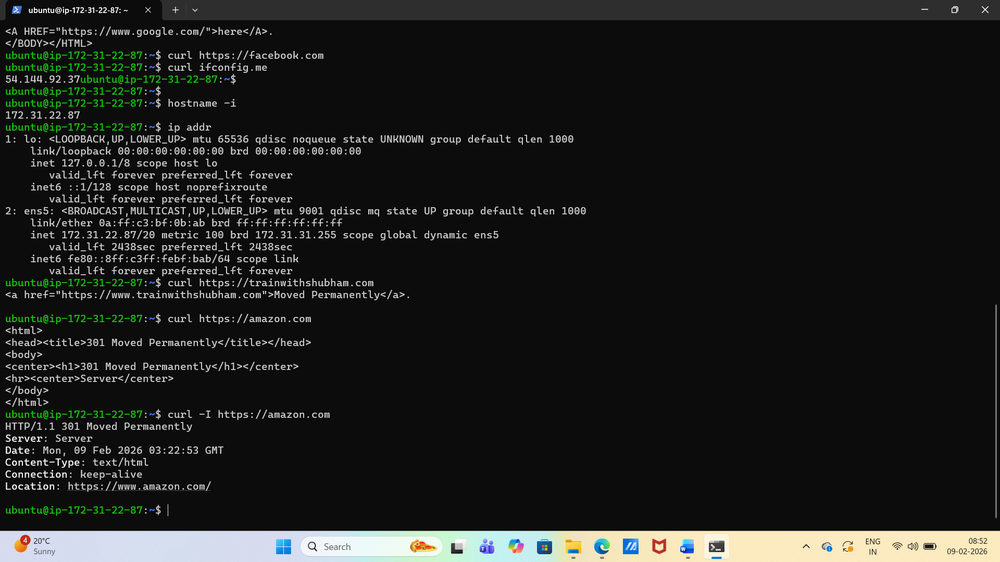 ubuntu@ip-172-31-22-87: ~
<A HREF="https://www.google.com/">here</A>.
</BODY></HTML>
ubuntu@ip-172-31-22-87:~$ curl https://facebook.com
ubuntu@ip-172-31-22-87:~$ curl ifconfig.me
54.144.92.37ubuntu@ip-172-31-22-87:~$
ubuntu@ip-172-31-22-87:~$
ubuntu@ip-172-31-22-87:~$ hostname -i
172.31.22.87
ubuntu@ip-172-31-22-87:~$ ip addr
1: lo: <LOOPBACK,UP,LOWER_UP> mtu 65536 qdisc noqueue state UNKNOWN group default qlen 1000
    link/loopback 00:00:00:00:00:00 brd 00:00:00:00:00:00
    inet 127.0.0.1/8 scope host lo
       valid_lft forever preferred_lft forever
    inet6 ::1/128 scope host noprefixroute
       valid_lft forever preferred_lft forever
2: ens5: <BROADCAST,MULTICAST,UP,LOWER_UP> mtu 9001 qdisc mq state UP group default qlen 1000
    link/ether 0a:ff:c3:bf:0b:ab brd ff:ff:ff:ff:ff:ff
    inet 172.31.22.87/20 metric 100 brd 172.31.31.255 scope global dynamic ens5
       valid_lft 2438sec preferred_lft 2438sec
    inet6 fe80::8ff:c3ff:febf:bab/64 scope link
       valid_lft forever preferred_lft forever
ubuntu@ip-172-31-22-87:~$ curl https://trainwithshubham.com
<a href="https://www.trainwithshubham.com">Moved Permanently</a>.
ubuntu@ip-172-31-22-87:~$ curl https://amazon.com
<html>
<head><title>301 Moved Permanently</title></head>
<body>
<center><h1>301 Moved Permanently</h1></center>
<hr><center>Server</center>
</body>
</html>
ubuntu@ip-172-31-22-87:~$ curl -I https://amazon.com
HTTP/1.1 301 Moved Permanently
Server: Server
Date: Mon, 09 Feb 2026 03:22:53 GMT
Content-Type: text/html
Connection: keep-alive
Location: https://www.amazon.com/
ubuntu@ip-172-31-22-87:~$
4
20°C
Sunny
Search
ENG
IN
08:52
09-02-2026